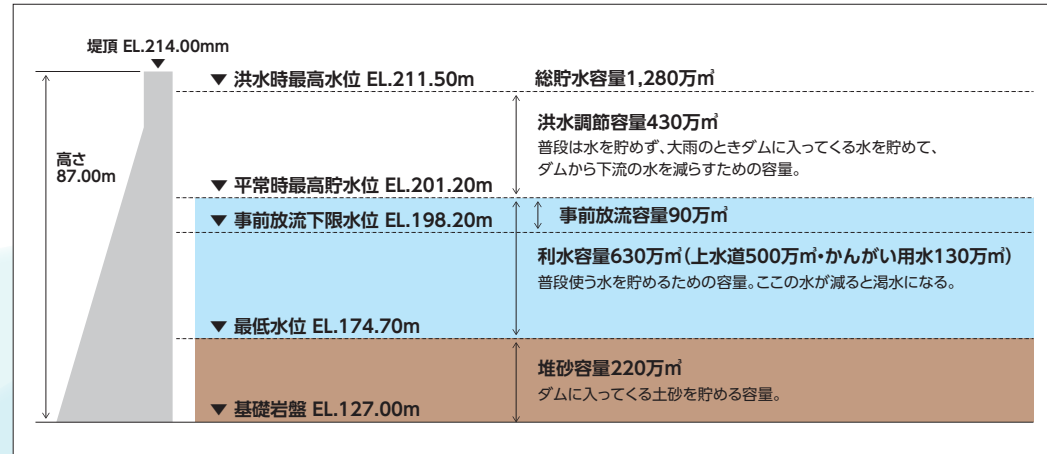 堤頂 EL.214.00mm
▼
▼ 洪水時最高水位 EL.211.50m
総貯水容量1,280万㎥
洪水調節容量430万㎥
普段は水を貯めず、大雨のときダムに入ってくる水を貯めて、
ダムから下流の水を減らすための容量。
高さ
87.00m
▼ 平常時最高貯水位 EL.201.20m
▼ 事前放流下限水位 EL.198.20m
事前放流容量90万㎥
利水容量630万㎥(上水道500万㎥・かんがい用水130万㎥)
普段使う水を貯めるための容量。ここの水が減ると渇水になる。
▼ 最低水位 EL.174.70m
堆砂容量220万㎥
ダムに入ってくる土砂を貯める容量。
▼ 基礎岩盤 EL.127.00m